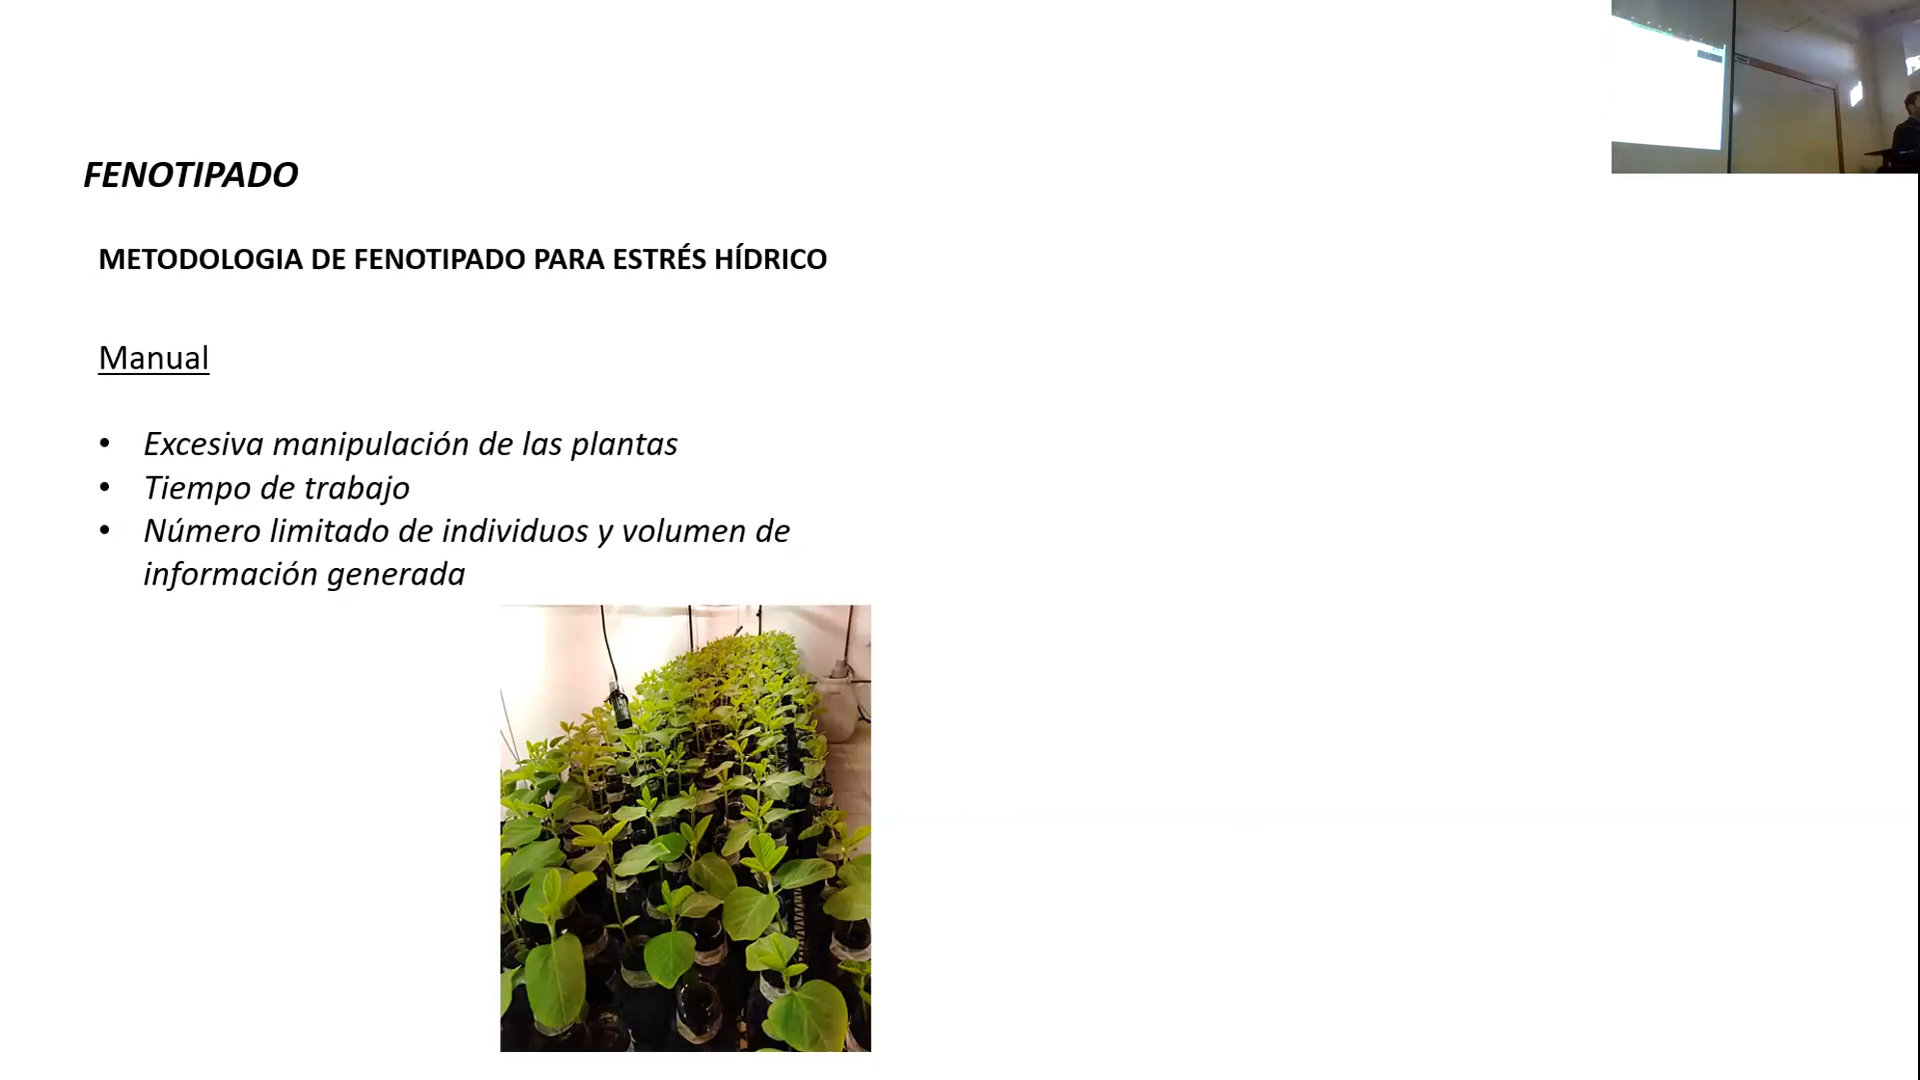 FENOTIPADO
METODOLOGIA DE FENOTIPADO PARA ESTRÉS HÍDRICO
Manual
• Excesiva manipulación de las plantas
• Tiempo de trabajo
• Número limitado de individuos y volumen de
información generada